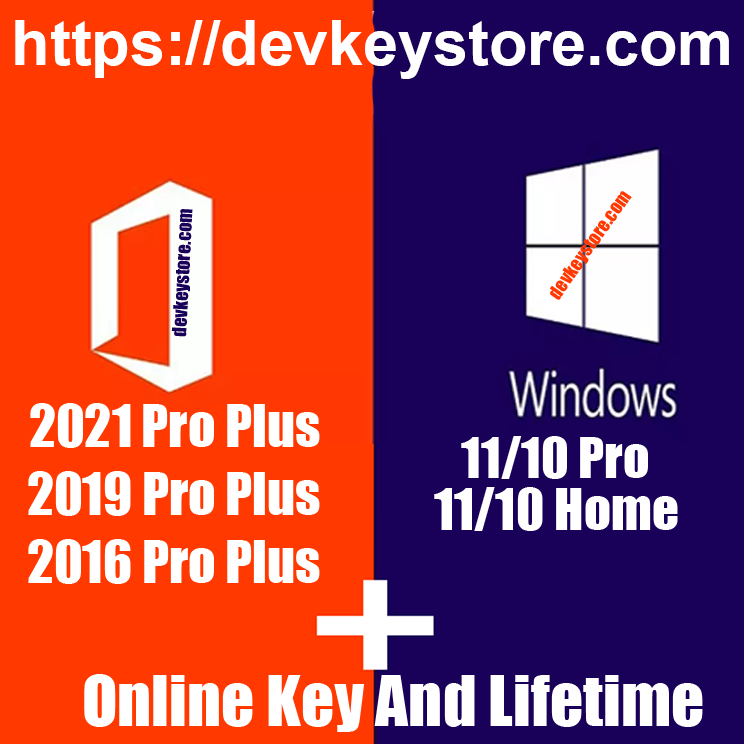 https://devkeystore.com
devkeystore.com
2021 Pro Plus
2019 Pro Plus
2016 Pro Plus
devkeystore.com
Windows
11/10 Pro
11/10 Home
+
Online Key And Lifetime